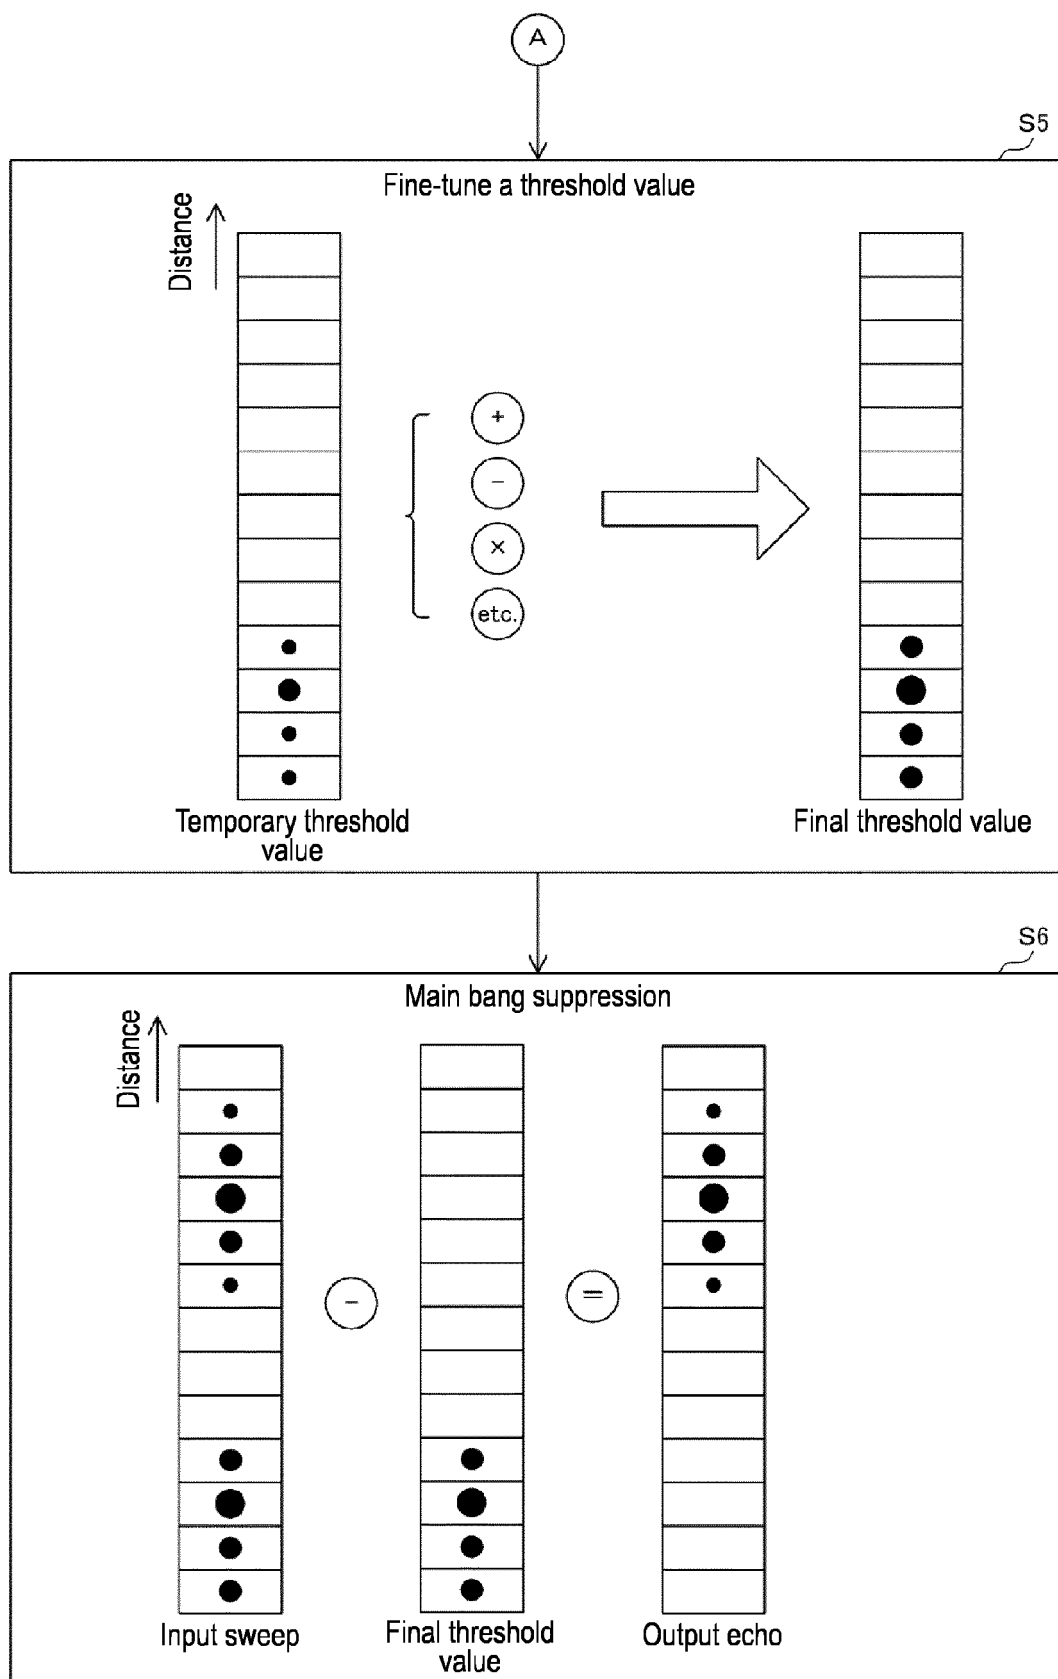 A
S5
Fine-tune a threshold value
Distance
+
−
×
etc.
Temporary threshold
value
Final threshold value
S6
Main bang suppression
Distance
−
=
Input sweep
Final threshold
value
Output echo